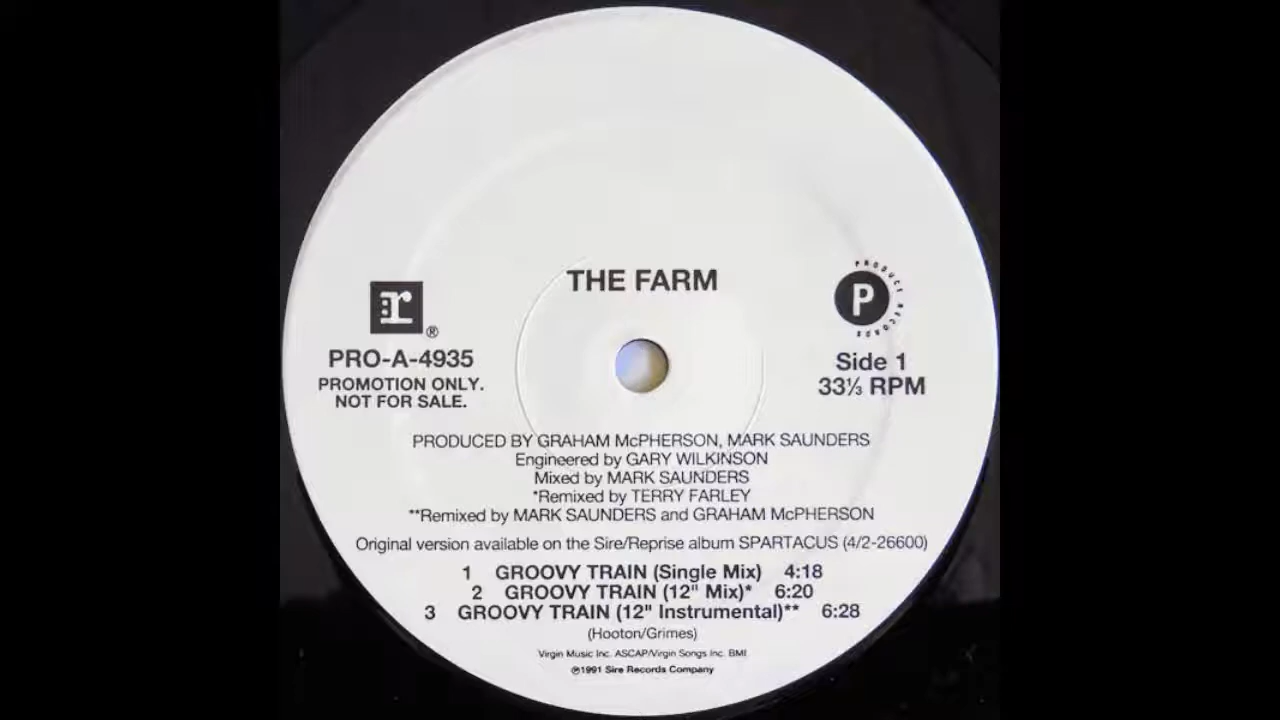 THE FARM
r ®
PRO-A-4935
PROMOTION ONLY.
NOT FOR SALE.
PRODUCE RECORDS
P
Side 1
33⅓ RPM
PRODUCED BY GRAHAM McPHERSON, MARK SAUNDERS
Engineered by GARY WILKINSON
Mixed by MARK SAUNDERS
*Remixed by TERRY FARLEY
**Remixed by MARK SAUNDERS and GRAHAM McPHERSON
Original version available on the Sire/Reprise album SPARTACUS (4/2-26600)
1 GROOVY TRAIN (Single Mix) 4:18
2 GROOVY TRAIN (12" Mix)* 6:20
3 GROOVY TRAIN (12" Instrumental)** 6:28
(Hooton/Grimes)
Virgin Music Inc. ASCAP/Virgin Songs Inc. BMI
℗1991 Sire Records Company